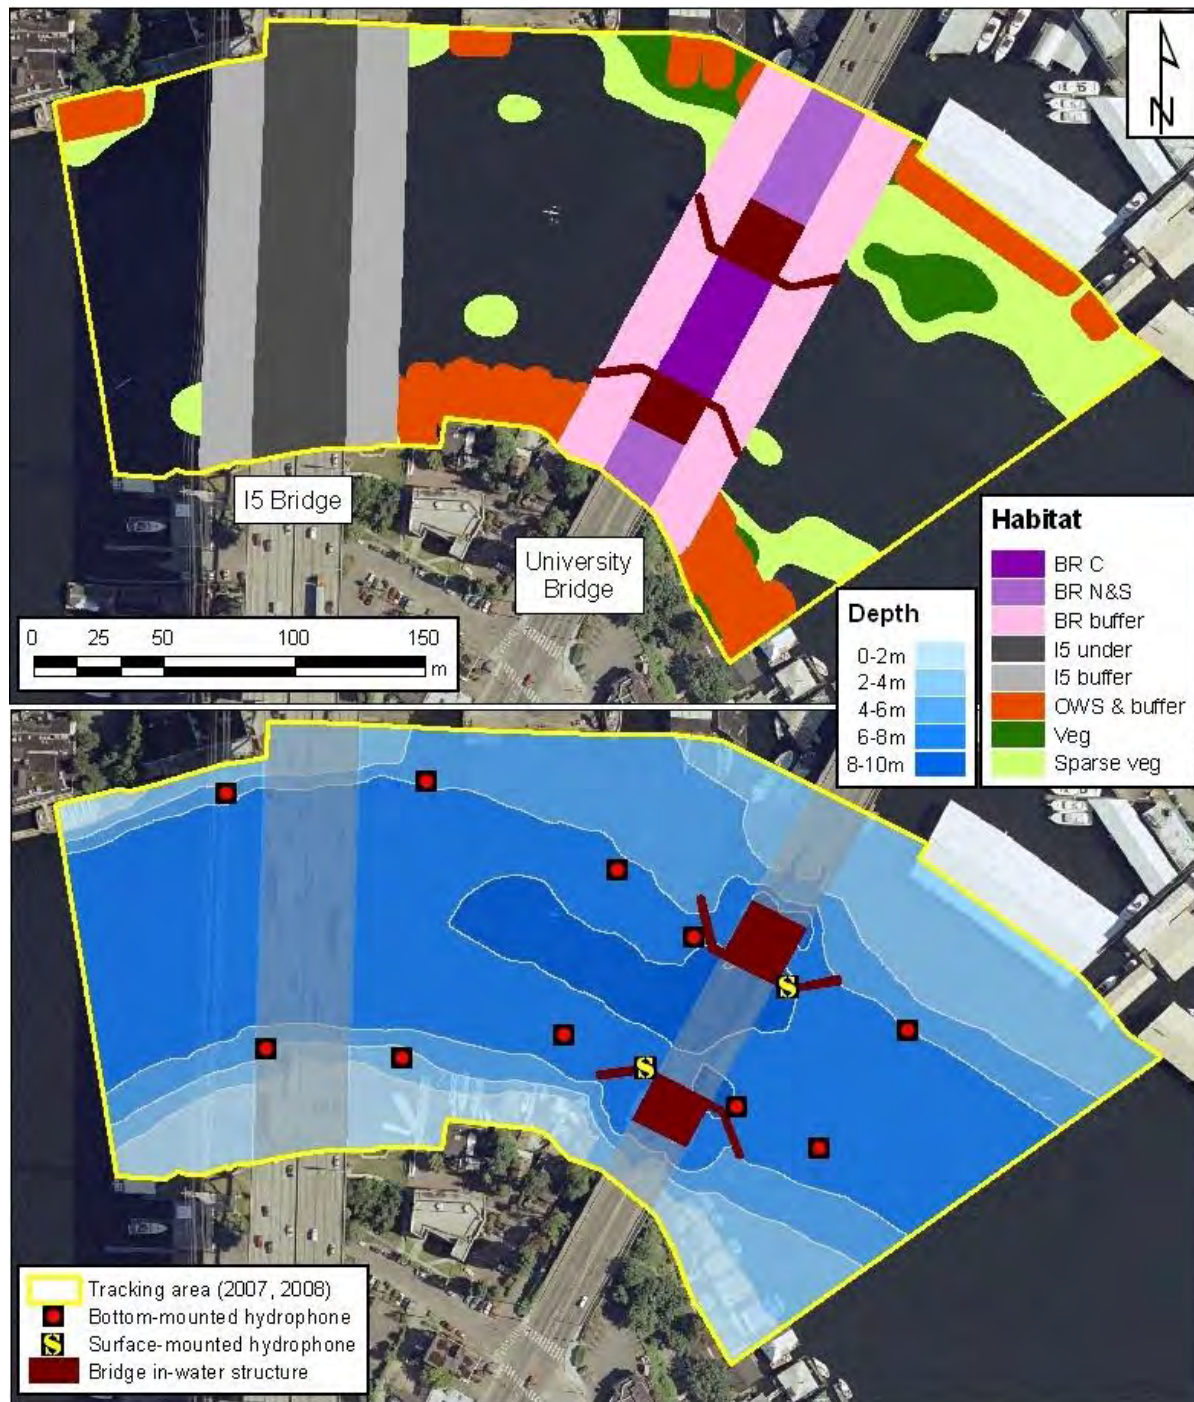 N
I5 Bridge
University
Bridge
0 25 50 100 150
m
Depth
0-2m
2-4m
4-6m
6-8m
8-10m
Habitat
BR C
BR N&S
BR buffer
I5 under
I5 buffer
OWS & buffer
Veg
Sparse veg
S
S
Tracking area (2007, 2008)
Bottom-mounted hydrophone
S Surface-mounted hydrophone
Bridge in-water structure